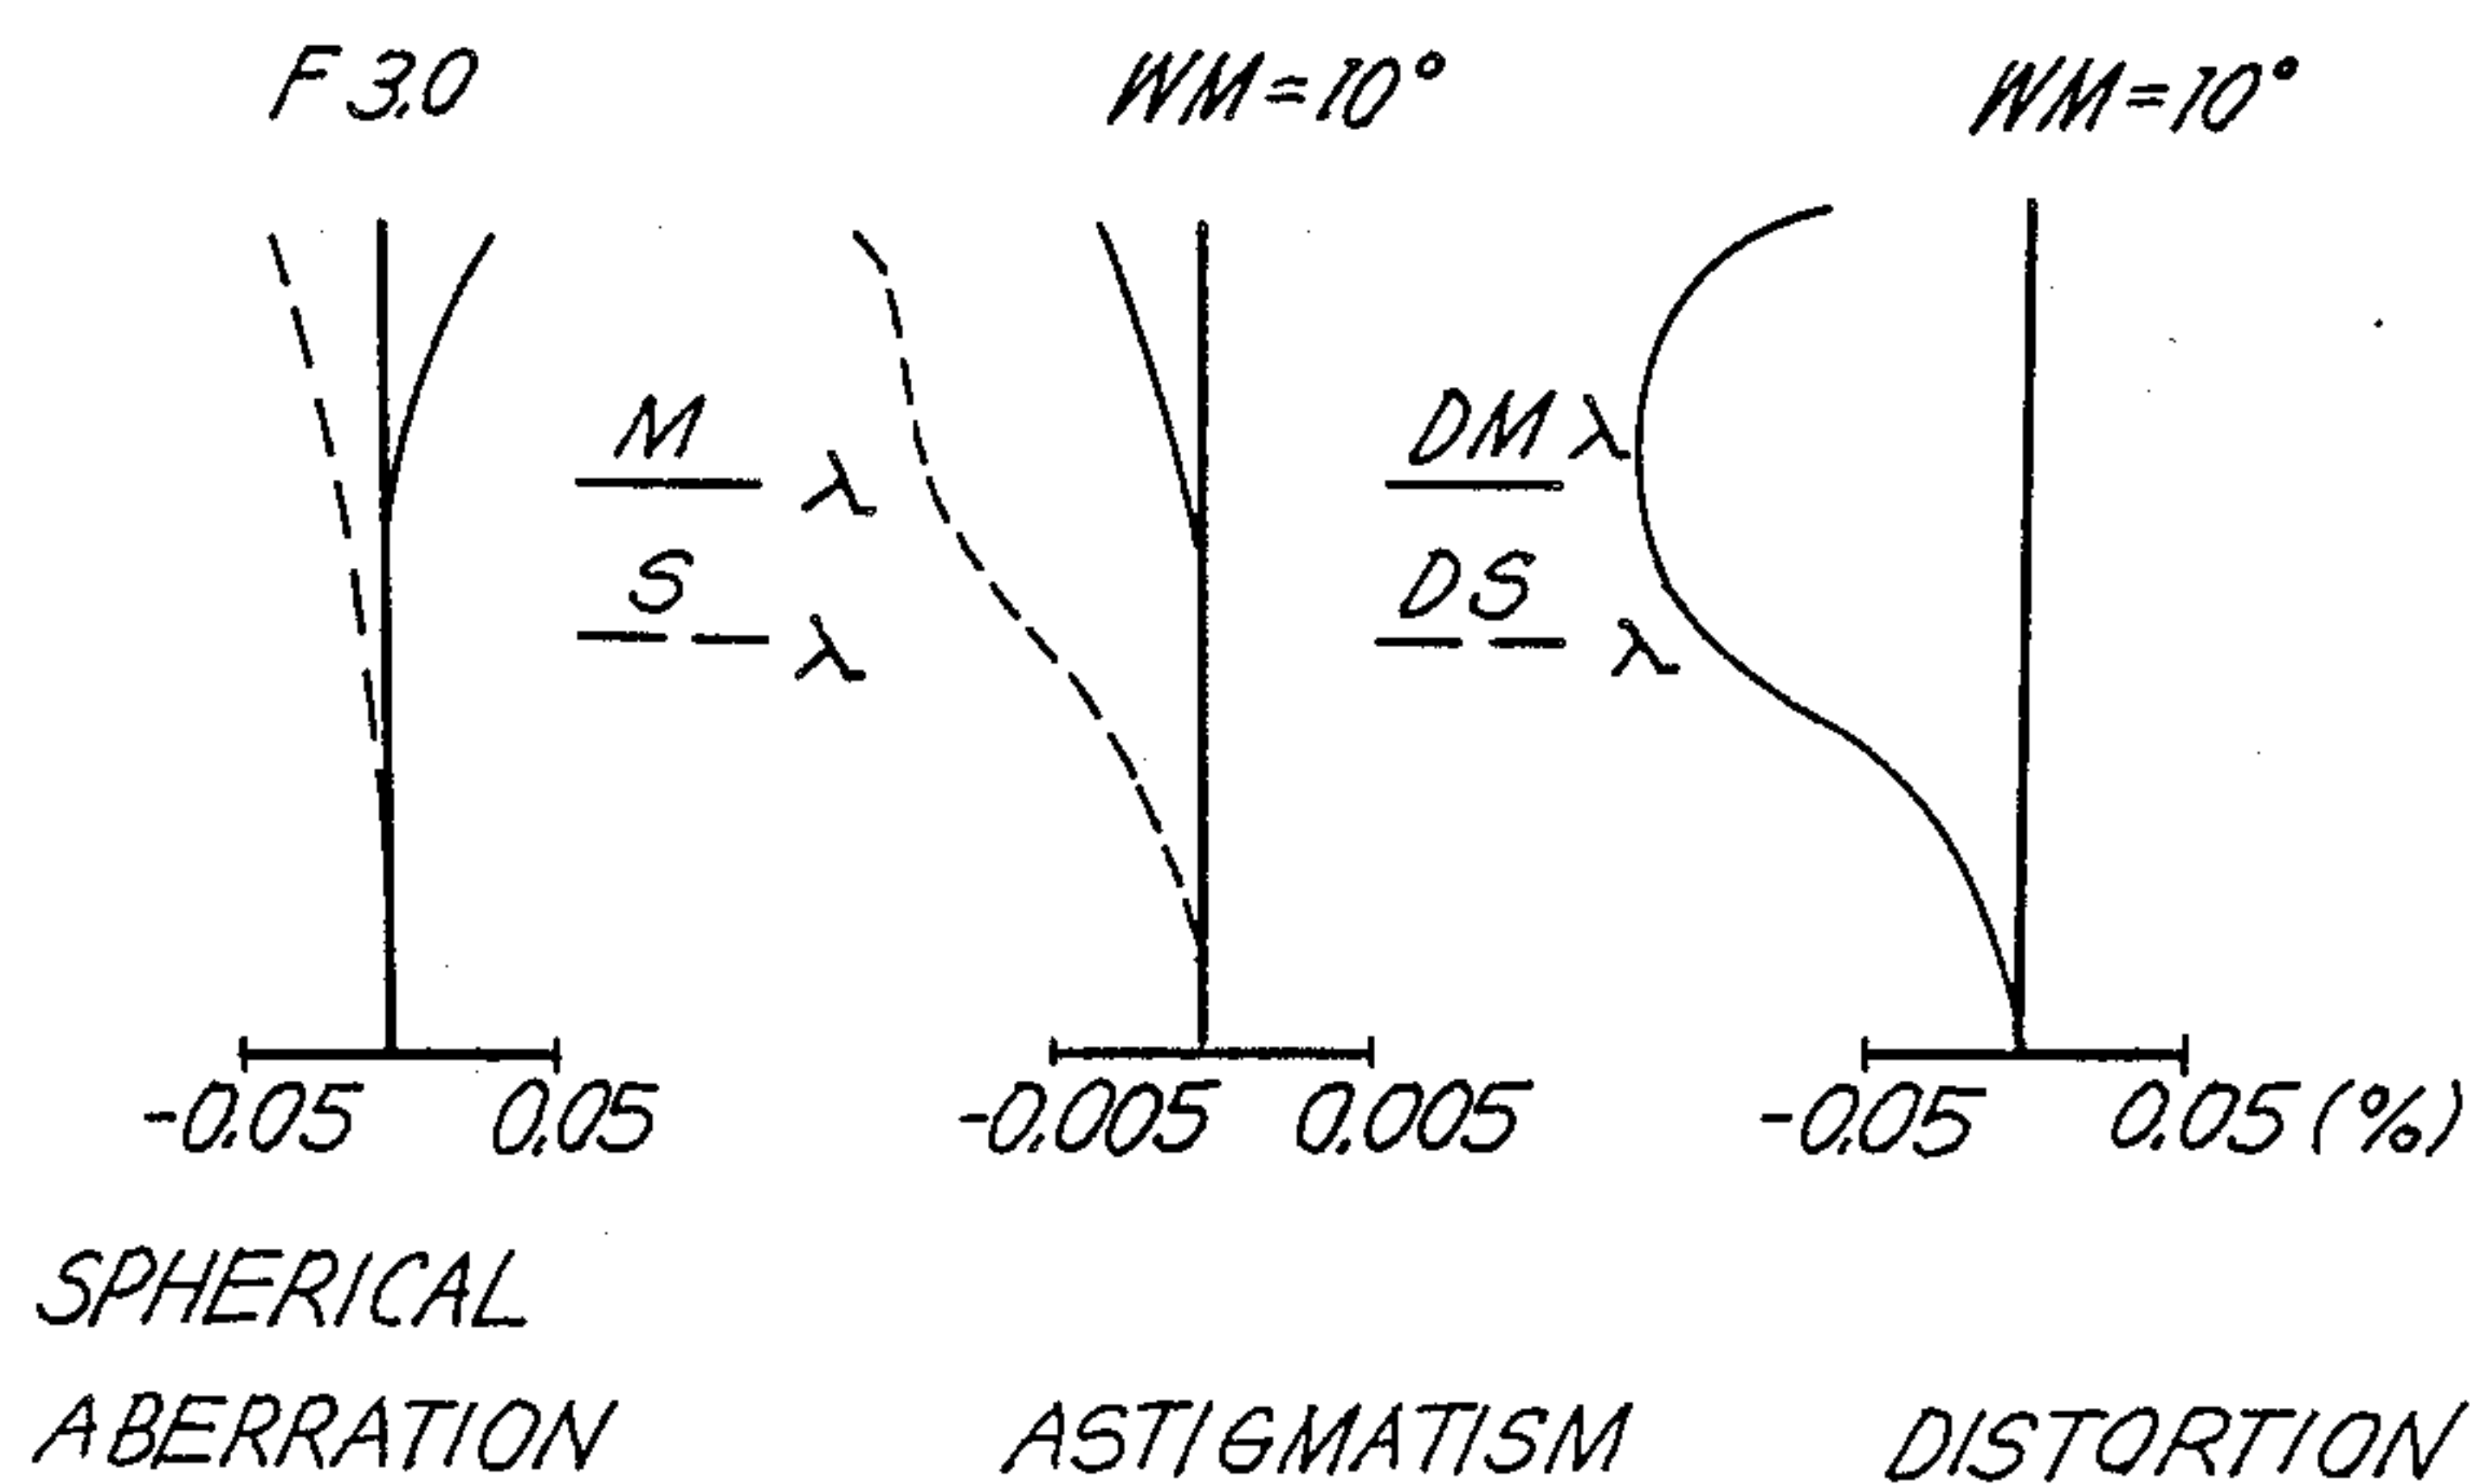 F 3.0
WM=10°
WM=10°
M λ
S λ
DM λ
DS λ
-0.05 0.05
-0.005 0.005
-0.05 0.05 (%)
SPHERICAL
ABERRATION
ASTIGMATISM
DISTORTION